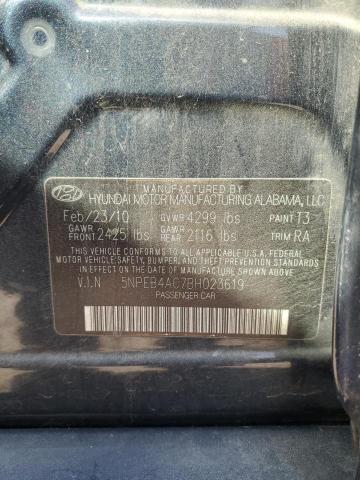 MANUFACTURED BY
HYUNDAI MOTOR MANUFACTURING ALABAMA, LLC
Feb/23/10 GVWR 4299 lbs PAINT T3
GAWR FRONT 2425 lbs GAWR REAR 2116 lbs TRIM RA
THIS VEHICLE CONFORMS TO ALL APPLICABLE U.S. FEDERAL
MOTOR VEHICLE SAFETY, BUMPER, AND THEFT PREVENTION STANDARDS
IN EFFECT ON THE DATE OF MANUFACTURE SHOWN ABOVE.
V.I.N 5NPEB4AC7BH023619
PASSENGER CAR